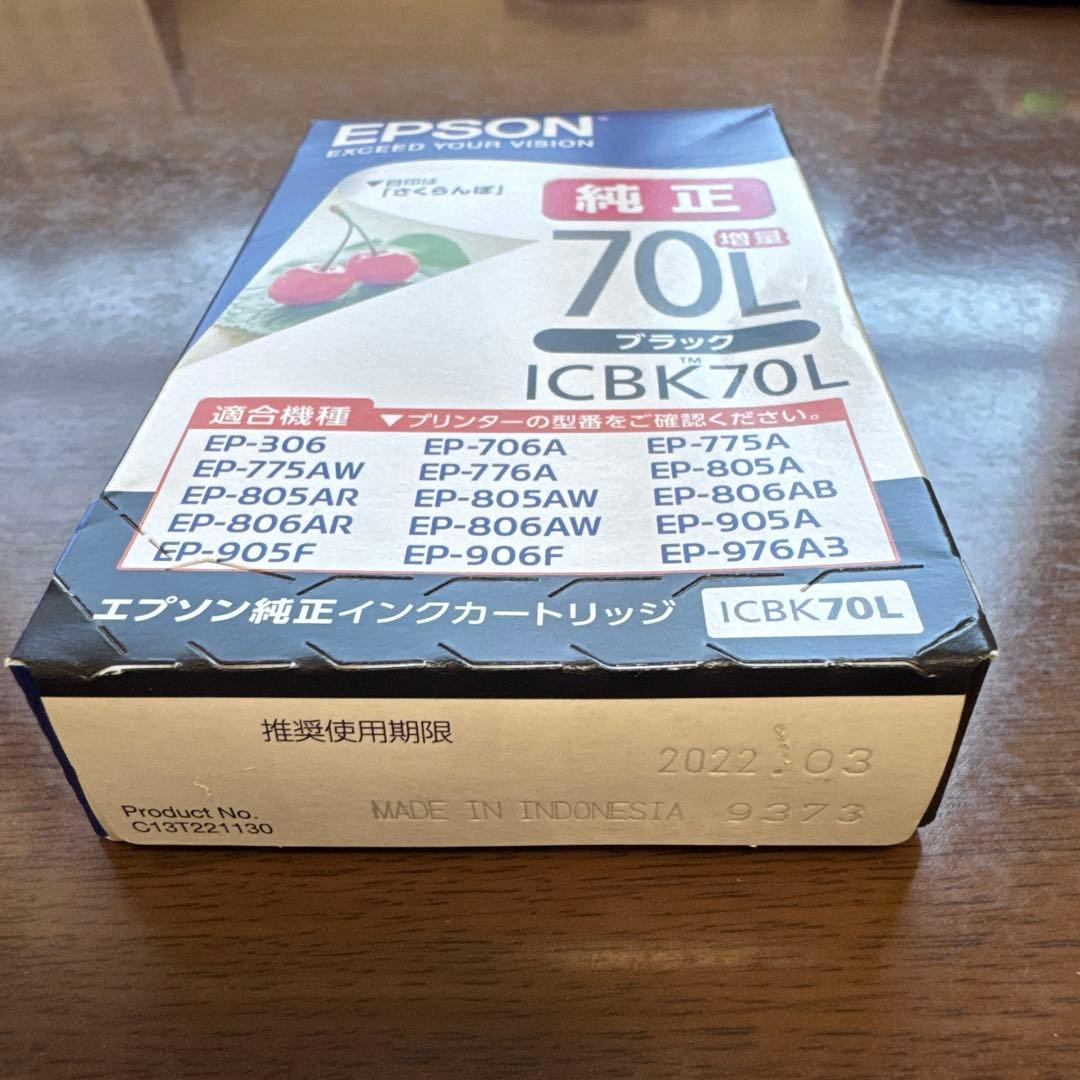 EPSON
EXCEED YOUR VISION
▼目印は
「さくらんぼ」
純正
70L 増量
ブラック
ICBK70L™
適合機種 ▼プリンターの型番をご確認ください。
EP-306 EP-706A EP-775A
EP-775AW EP-776A EP-805A
EP-805AR EP-805AW EP-806AB
EP-806AR EP-806AW EP-905A
EP-905F EP-906F EP-976A3
エプソン純正インクカートリッジ ICBK70L
推奨使用期限
2022.03
Product No. MADE IN INDONESIA 9373
C13T221130